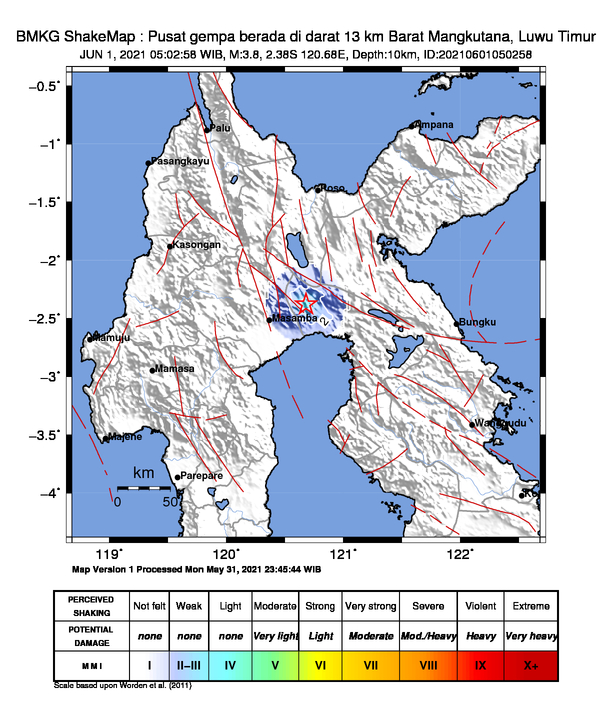 BMKG ShakeMap : Pusat gempa berada di darat 13 km Barat Mangkutana, Luwu Timur
JUN 1, 2021 05:02:58 WIB, M:3.8, 2.38S 120.68E, Depth:10km, ID:20210601050258
−0.5˚
Palu
Ampana
−1˚
Pasangkayu
Poso
−1.5˚
Kasongan
−2˚
Masamba
2
Bungku
−2.5˚
Mamuju
Mamasa
−3˚
Wanggudu
Majene
−3.5˚
km
Parepare
0 50
−4˚
119˚ 120˚ 121˚ 122˚
Map Version 1 Processed Mon May 31, 2021 23:45:44 WIB
PERCEIVED SHAKING Not felt Weak Light Moderate Strong Very strong Severe Violent Extreme
POTENTIAL DAMAGE none none none Very light Light Moderate Mod./Heavy Heavy Very heavy
MMI I II–III IV V VI VII VIII IX X+
Scale based upon Worden et al. (2011)